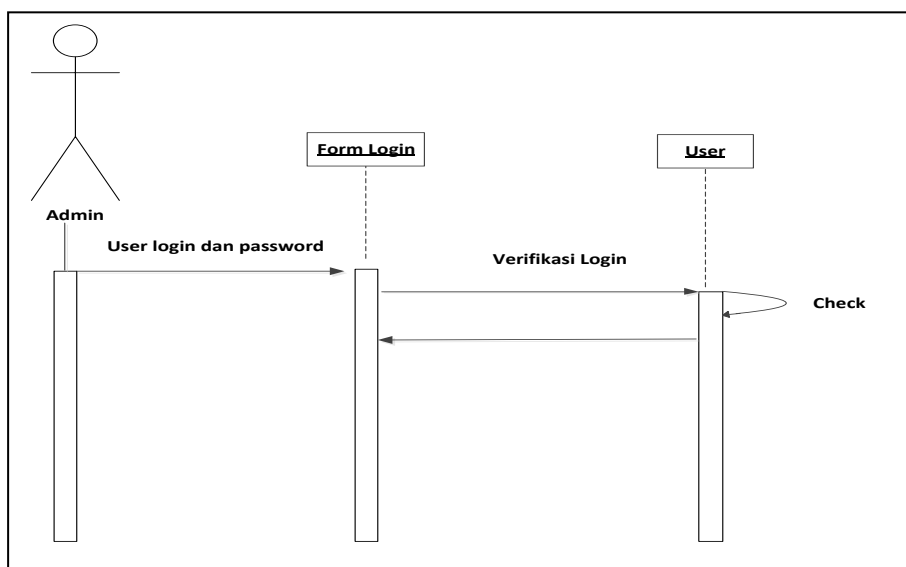 Form Login
User
Admin
User login dan password
Verifikasi Login
Check